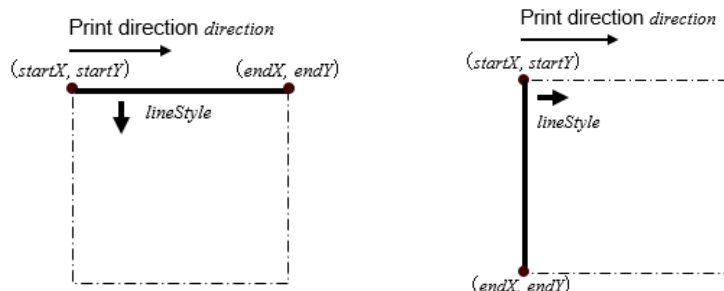 Print direction direction
(startX, startY)
(endX, endY)
lineStyle
Print direction direction
(startX, startY)
lineStyle
(endX, endY)